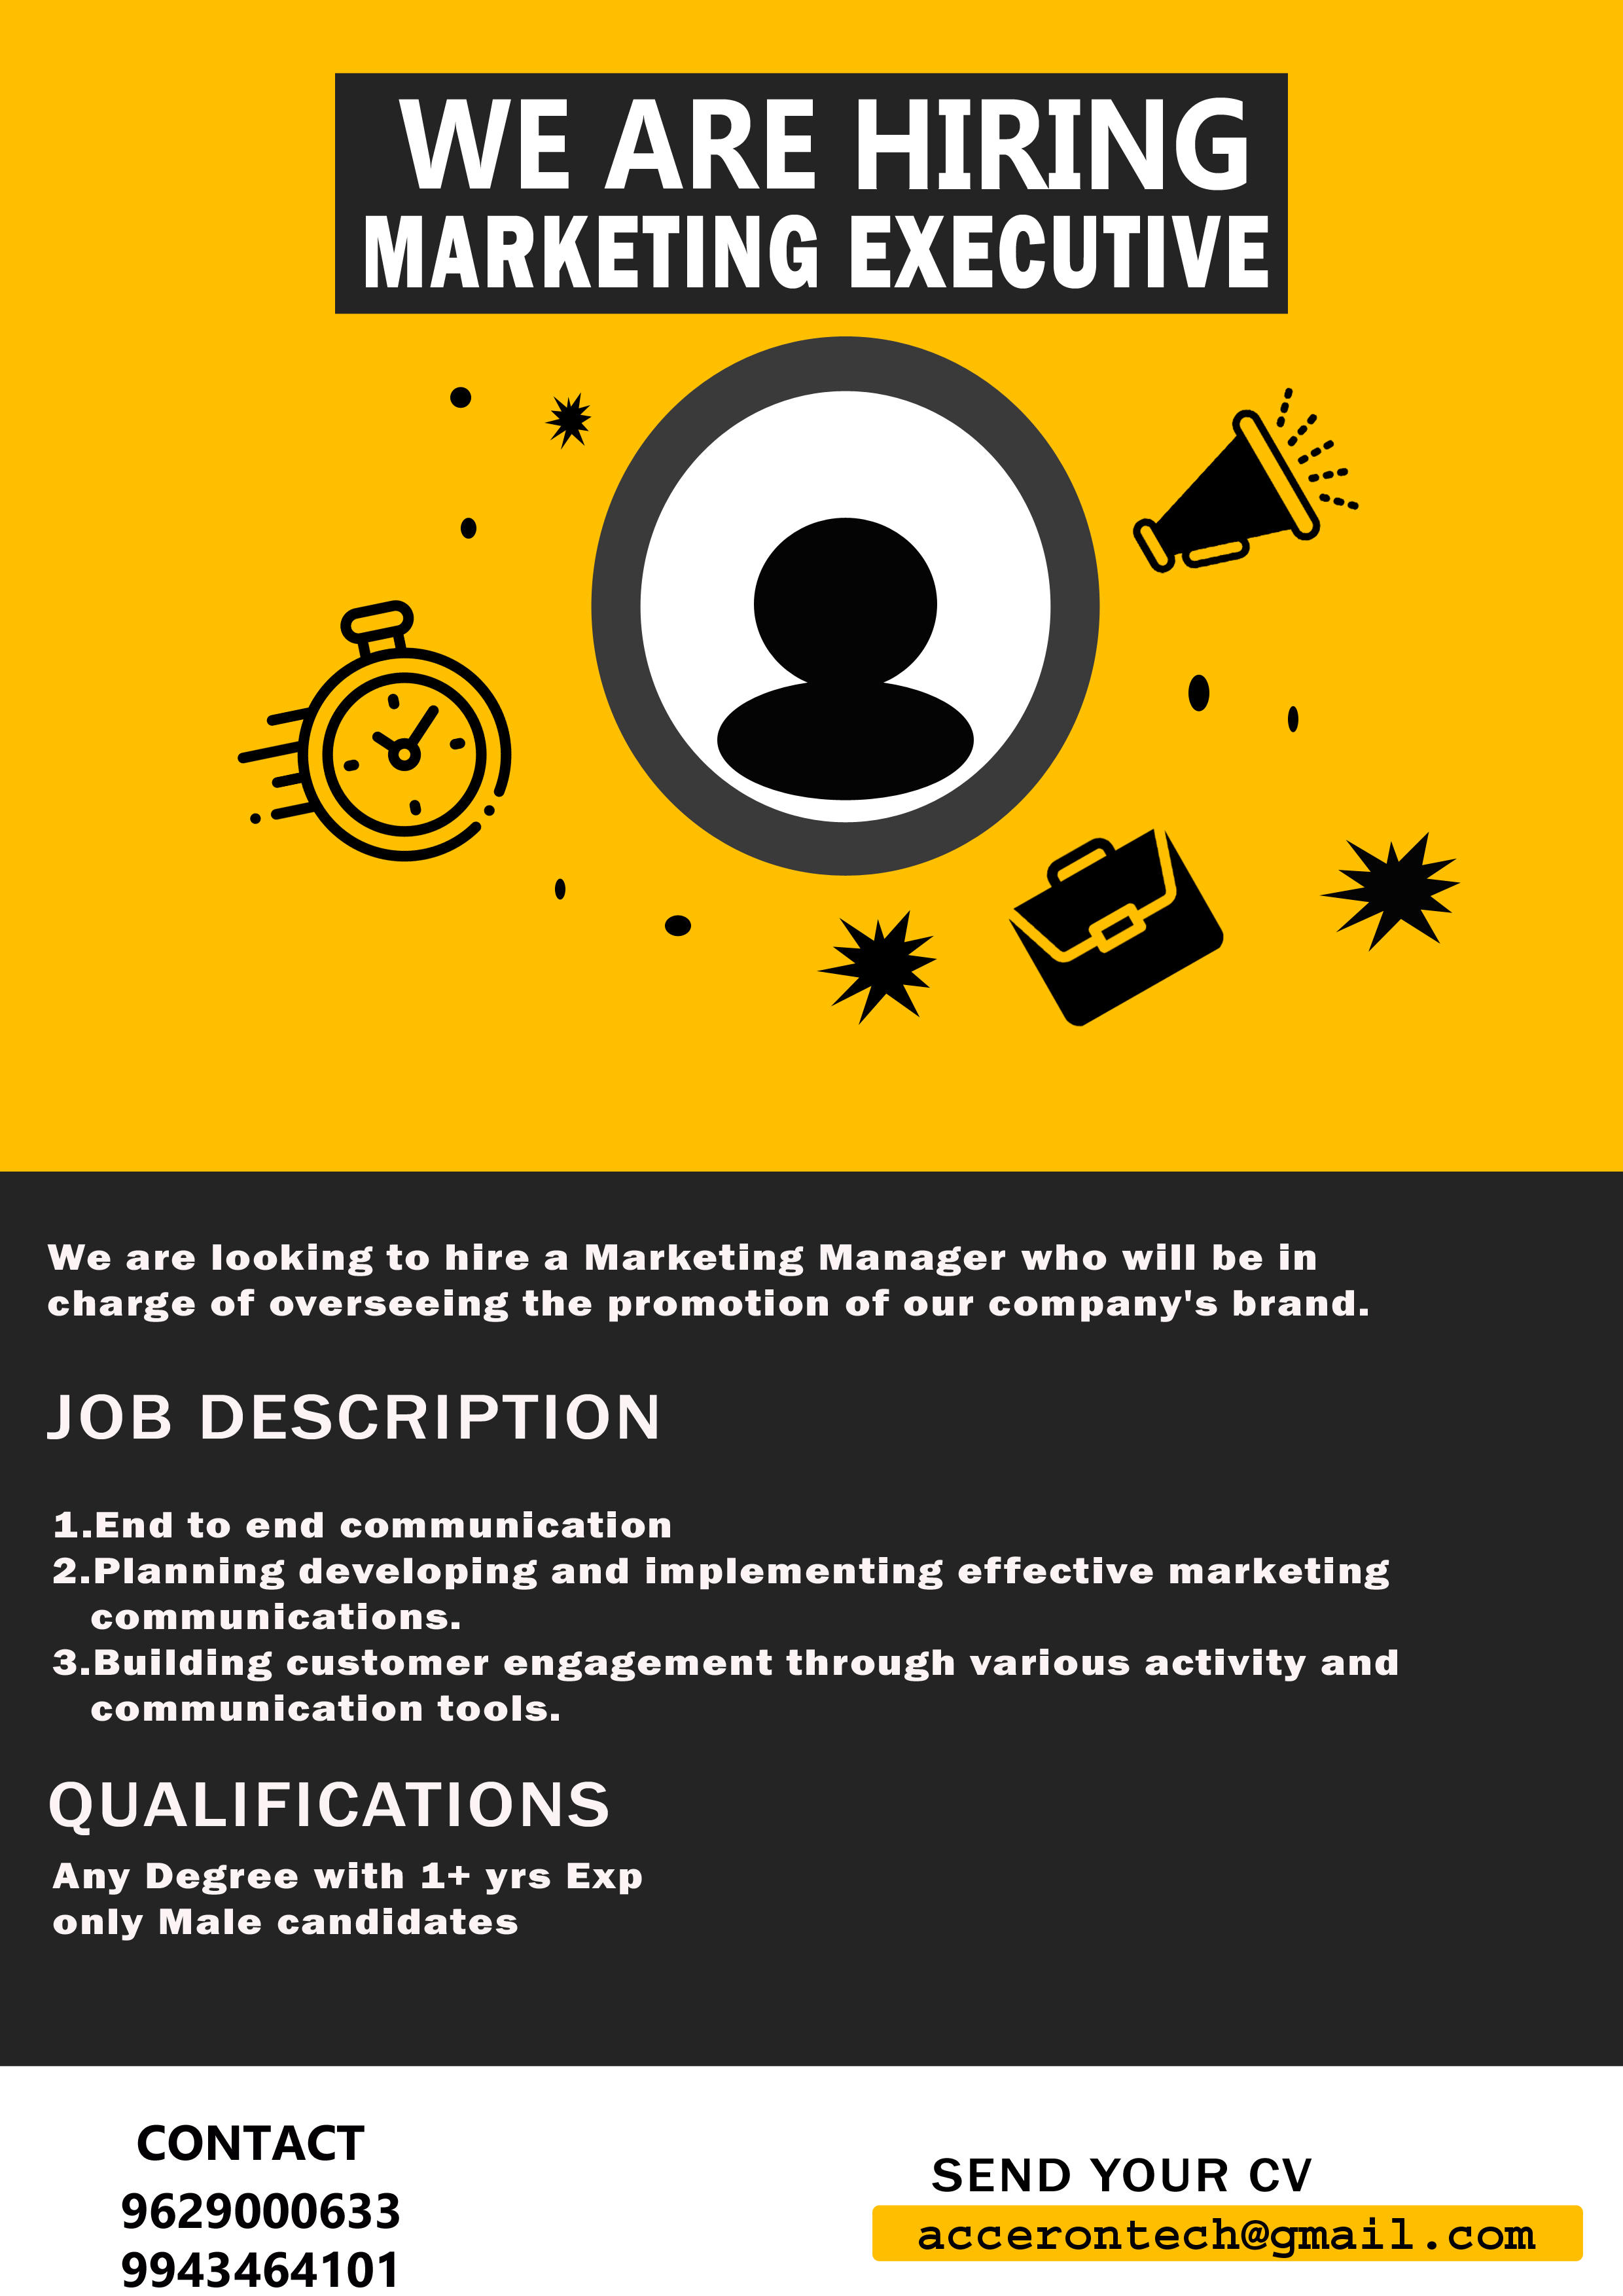 WE ARE HIRING
MARKETING EXECUTIVE
We are looking to hire a Marketing Manager who will be in
charge of overseeing the promotion of our company's brand.
JOB DESCRIPTION
1.End to end communication
2.Planning developing and implementing effective marketing
communications.
3.Building customer engagement through various activity and
communication tools.
QUALIFICATIONS
Any Degree with 1+ yrs Exp
only Male candidates
CONTACT
9629000633
9943464101
SEND YOUR CV
accerontech@gmail.com